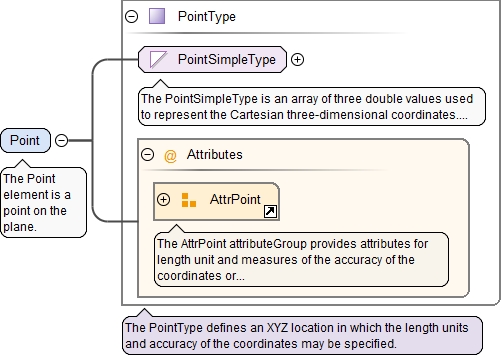 PointType
PointSimpleType
The PointSimpleType is an array of three double values used
to represent the Cartesian three-dimensional coordinates....
Point
The Point
element is a
point on the
plane.
@ Attributes
AttrPoint
The AttrPoint attributeGroup provides attributes for
length unit and measures of the accuracy of the
coordinates or...
The PointType defines an XYZ location in which the length units
and accuracy of the coordinates may be specified.